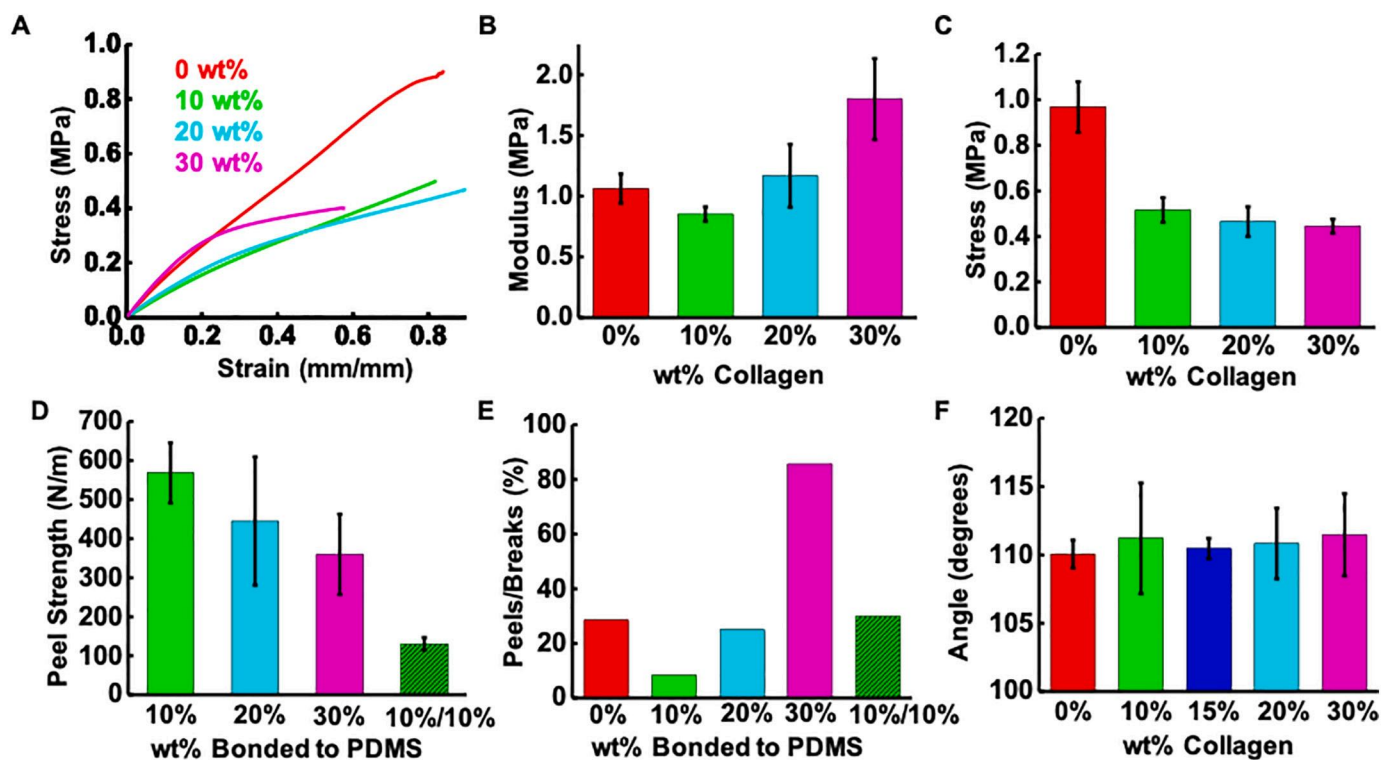 A
Stress (MPa)
1.0
0.8
0.6
0.4
0.2
0.0
0 wt%
10 wt%
20 wt%
30 wt%
0.0 0.2 0.4 0.6 0.8
Strain (mm/mm)
B
Modulus (MPa)
2.0
1.5
1.0
0.5
0.0
0% 10% 20% 30%
wt% Collagen
C
Stress (MPa)
1.2
1.0
0.8
0.6
0.4
0.2
0.0
0% 10% 20% 30%
wt% Collagen
D
Peel Strength (N/m)
700
600
500
400
300
200
100
0
10% 20% 30% 10%/10%
wt% Bonded to PDMS
E
Peels/Breaks (%)
100
80
60
40
20
0
0% 10% 20% 30% 10%/10%
wt% Bonded to PDMS
F
Angle (degrees)
120
115
110
105
100
0% 10% 15% 20% 30%
wt% Collagen